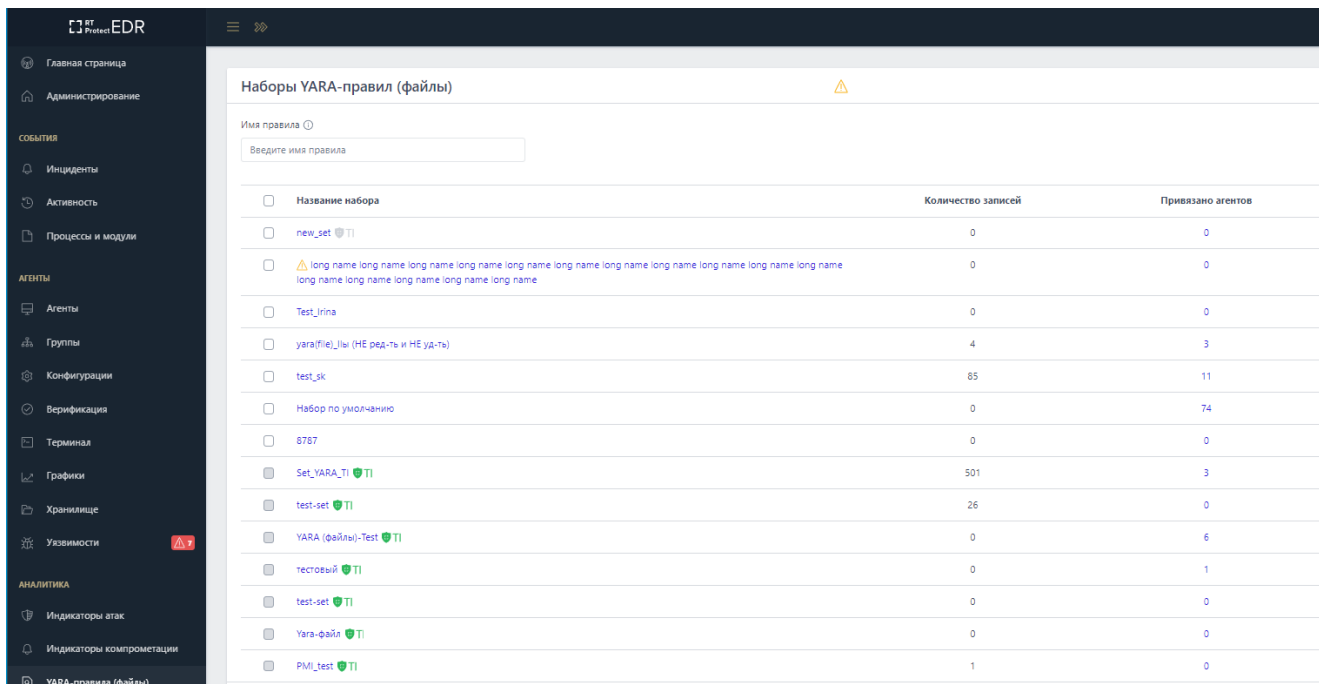 RT Protect EDR
Главная страница
Администрирование
СОБЫТИЯ
Инциденты
Активность
Процессы и модули
АГЕНТЫ
Агенты
Группы
Конфигурации
Верификация
Терминал
Графики
Хранилище
Уязвимости 7
АНАЛИТИКА
Индикаторы атак
Индикаторы компрометации
YARA-правила (файлы)
Наборы YARA-правил (файлы)
Имя правила
Введите имя правила
Название набора Количество записей Привязано агентов
new_set TI 0 0
long name long name long name long name long name long name long name long name long name long name long name 0 0
long name long name long name long name long name
Test_Irina 0 0
yara(file)_Ilы (НЕ ред-ть и НЕ уд-ть) 4 3
test_sk 85 11
Набор по умолчанию 0 74
8787 0 0
Set_YARA_TI TI 501 3
test-set TI 26 0
YARA (файлы)-Test TI 0 6
тестовый TI 0 1
test-set TI 0 0
Yara-файл TI 0 0
PMI_test TI 1 0